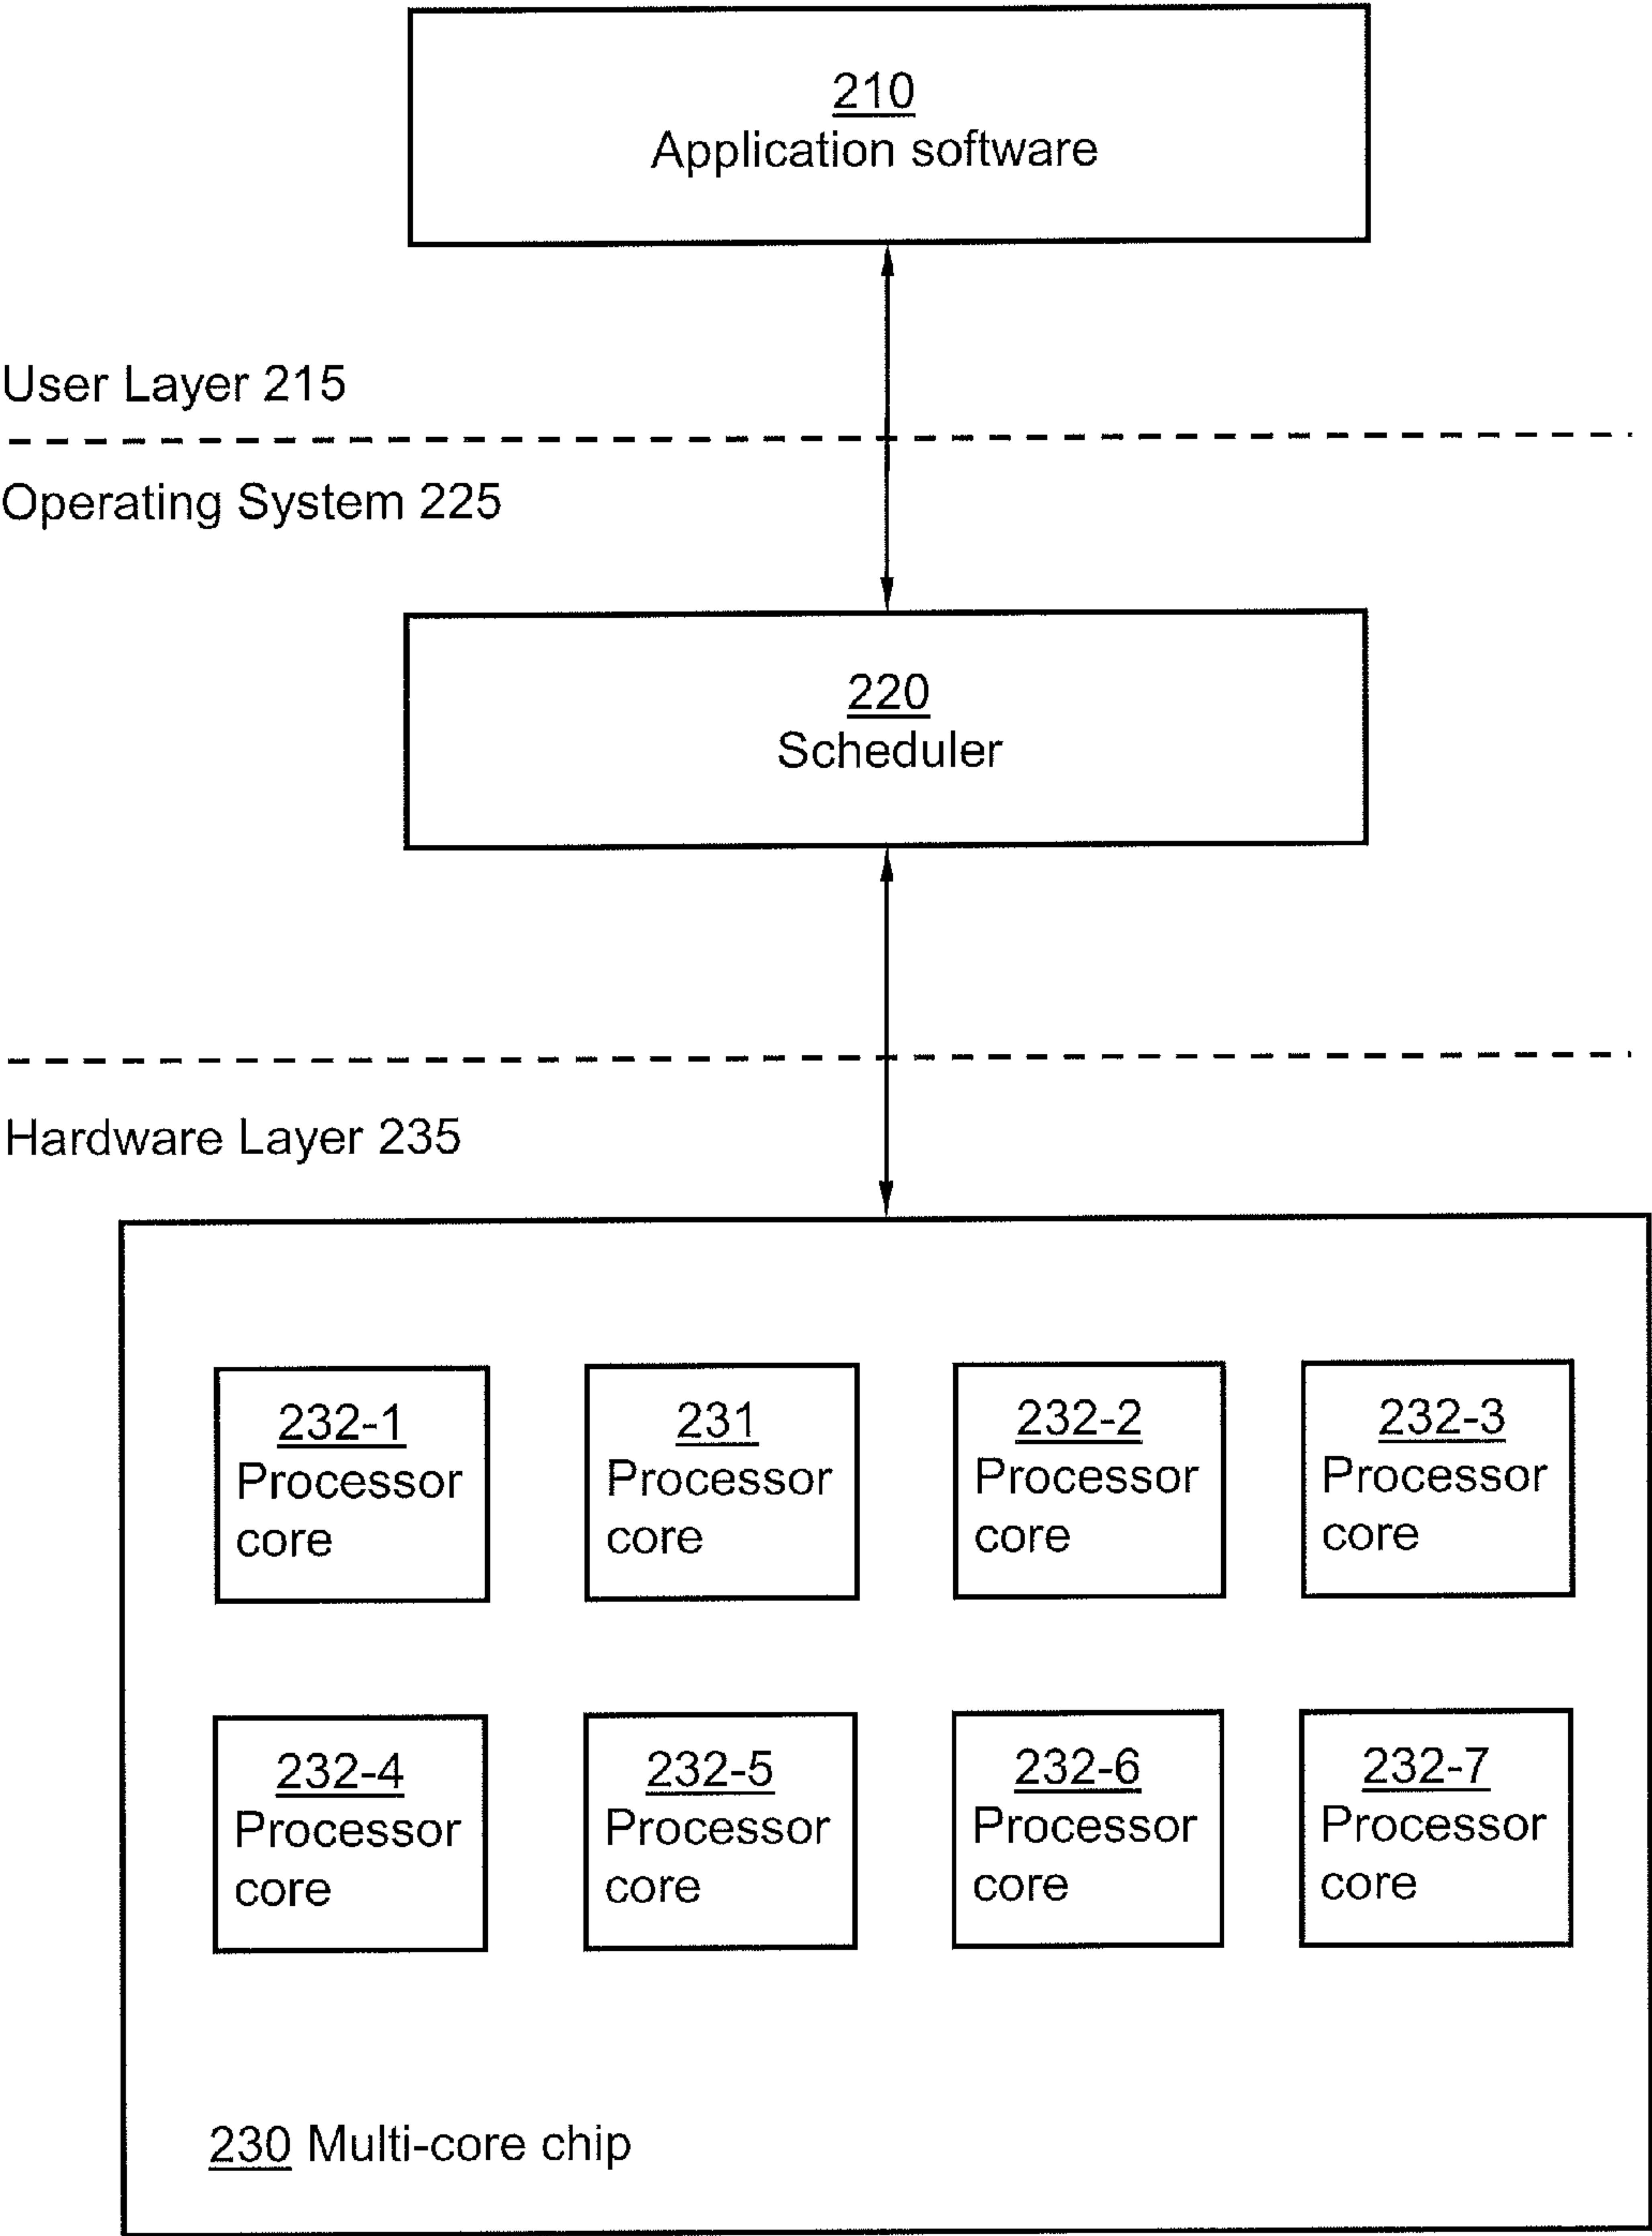 210
Application software
User Layer 215
Operating System 225
220
Scheduler
Hardware Layer 235
232-1
Processor
core
231
Processor
core
232-2
Processor
core
232-3
Processor
core
232-4
Processor
core
232-5
Processor
core
232-6
Processor
core
232-7
Processor
core
230 Multi-core chip